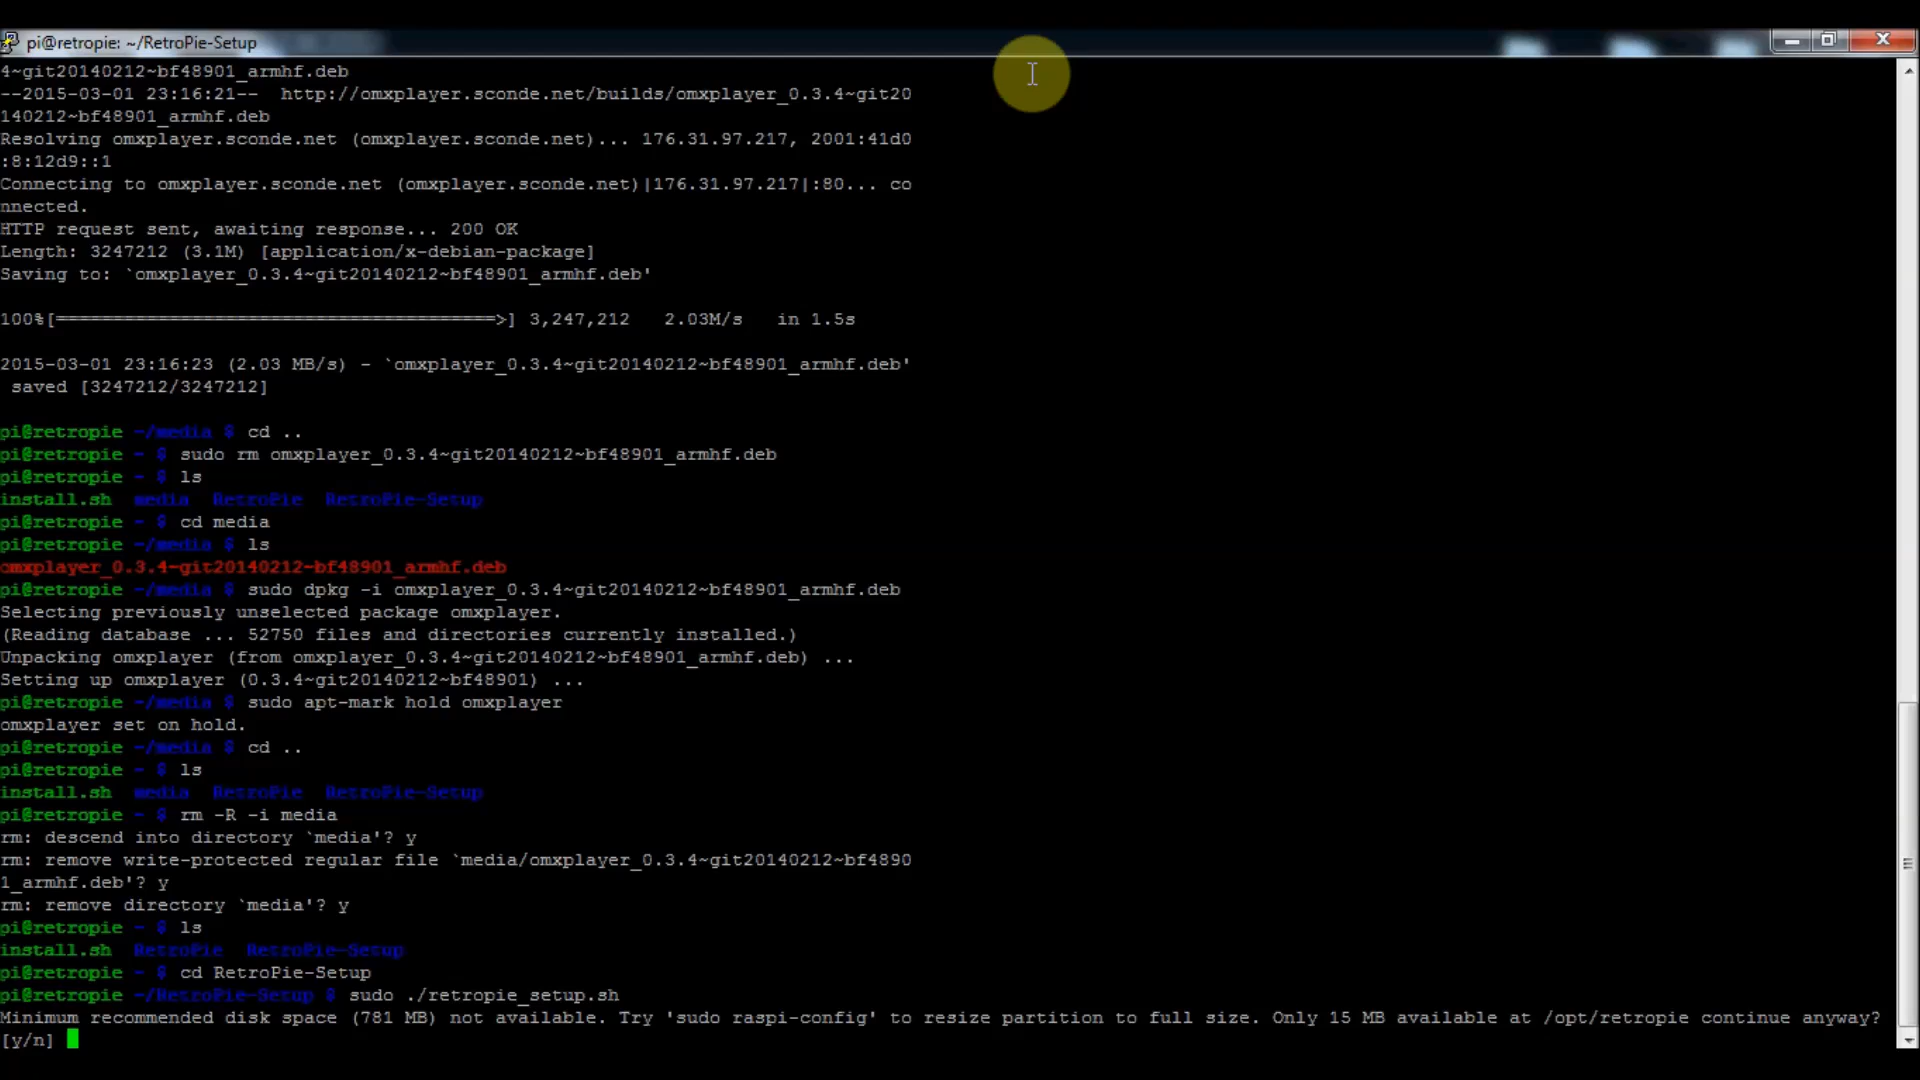 pi@retropie: ~/RetroPie-Setup
4~git20140212~bf48901_armhf.deb
--2015-03-01 23:16:21--  http://omxplayer.sconde.net/builds/omxplayer_0.3.4~git20
140212~bf48901_armhf.deb
Resolving omxplayer.sconde.net (omxplayer.sconde.net)... 176.31.97.217, 2001:41d0
:8:12d9::1
Connecting to omxplayer.sconde.net (omxplayer.sconde.net)|176.31.97.217|:80... co
nnected.
HTTP request sent, awaiting response... 200 OK
Length: 3247212 (3.1M) [application/x-debian-package]
Saving to: `omxplayer_0.3.4~git20140212~bf48901_armhf.deb'
100%[=======================================>] 3,247,212   2.03M/s   in 1.5s
2015-03-01 23:16:23 (2.03 MB/s) - `omxplayer_0.3.4~git20140212~bf48901_armhf.deb'
 saved [3247212/3247212]
pi@retropie ~/media $ cd ..
pi@retropie ~ $ sudo rm omxplayer_0.3.4~git20140212~bf48901_armhf.deb
pi@retropie ~ $ ls
install.sh  media  RetroPie  RetroPie-Setup
pi@retropie ~ $ cd media
pi@retropie ~/media $ ls
omxplayer_0.3.4~git20140212~bf48901_armhf.deb
pi@retropie ~/media $ sudo dpkg -i omxplayer_0.3.4~git20140212~bf48901_armhf.deb
Selecting previously unselected package omxplayer.
(Reading database ... 52750 files and directories currently installed.)
Unpacking omxplayer (from omxplayer_0.3.4~git20140212~bf48901_armhf.deb) ...
Setting up omxplayer (0.3.4~git20140212~bf48901) ...
pi@retropie ~/media $ sudo apt-mark hold omxplayer
omxplayer set on hold.
pi@retropie ~/media $ cd ..
pi@retropie ~ $ ls
install.sh  media  RetroPie  RetroPie-Setup
pi@retropie ~ $ rm -R -i media
rm: descend into directory `media'? y
rm: remove write-protected regular file `media/omxplayer_0.3.4~git20140212~bf4890
1_armhf.deb'? y
rm: remove directory `media'? y
pi@retropie ~ $ ls
install.sh  RetroPie  RetroPie-Setup
pi@retropie ~ $ cd RetroPie-Setup
pi@retropie ~/RetroPie-Setup $ sudo ./retropie_setup.sh
Minimum recommended disk space (781 MB) not available. Try 'sudo raspi-config' to resize partition to full size. Only 15 MB available at /opt/retropie continue anyway?
[y/n]